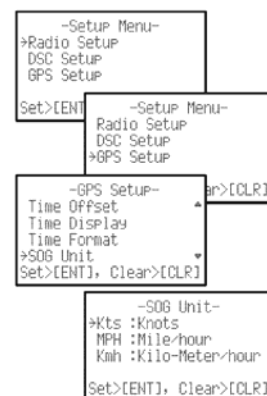 -Setup Menu-
→Radio Setup
DSC Setup
GPS Setup
Set>[ENT
-Setup Menu-
Radio Setup
DSC Setup
→GPS Setup
ar>[CLR]
-GPS Setup-
Time Offset
Time Display
Time Format
→SOG Unit
Set>[ENT], Clear>[CLR]
-SOG Unit-
→Kts :Knots
MPH :Mile/hour
Kmh :Kilo-Meter/hour
Set>[ENT], Clear>[CLR]